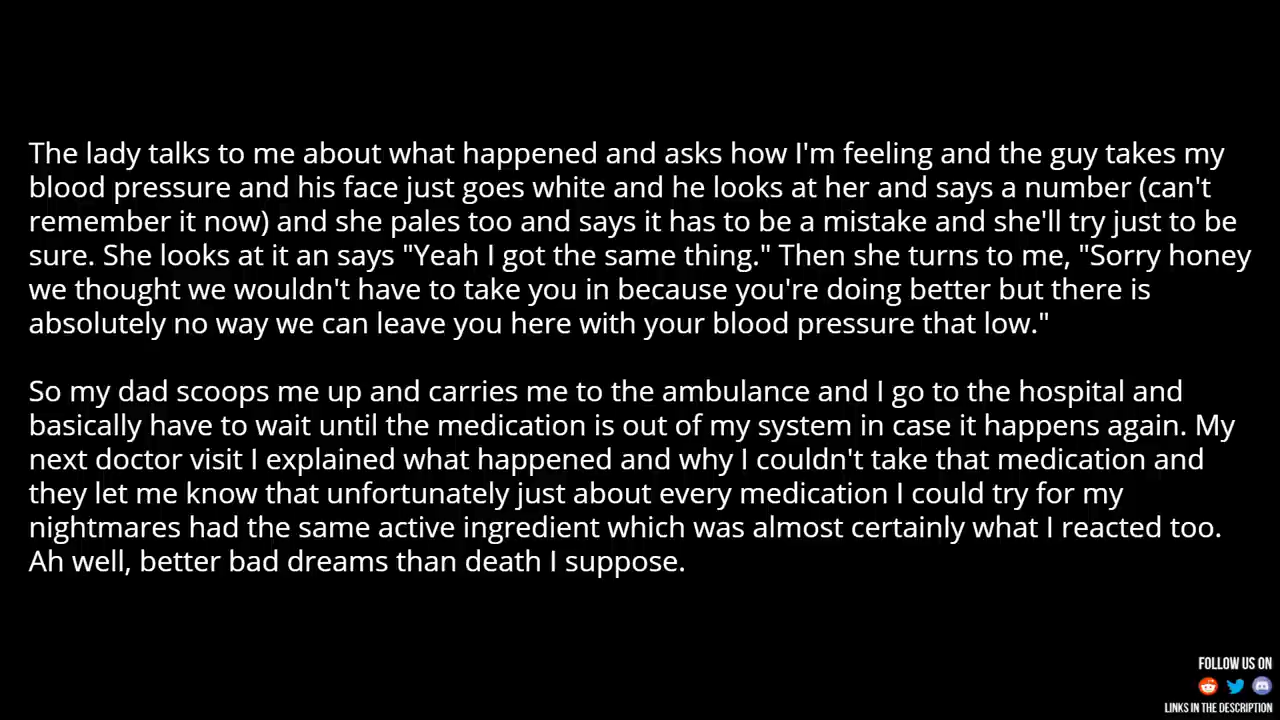 The lady talks to me about what happened and asks how I'm feeling and the guy takes my
blood pressure and his face just goes white and he looks at her and says a number (can't
remember it now) and she pales too and says it has to be a mistake and she'll try just to be
sure. She looks at it an says "Yeah I got the same thing." Then she turns to me, "Sorry honey
we thought we wouldn't have to take you in because you're doing better but there is
absolutely no way we can leave you here with your blood pressure that low."
So my dad scoops me up and carries me to the ambulance and I go to the hospital and
basically have to wait until the medication is out of my system in case it happens again. My
next doctor visit I explained what happened and why I couldn't take that medication and
they let me know that unfortunately just about every medication I could try for my
nightmares had the same active ingredient which was almost certainly what I reacted too.
Ah well, better bad dreams than death I suppose.
FOLLOW US ON
LINKS IN THE DESCRIPTION